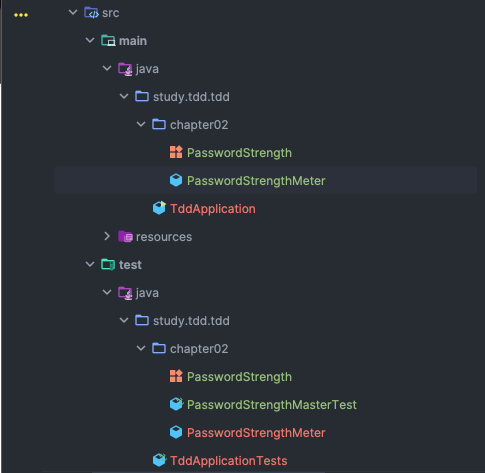 src
main
java
study.tdd.tdd
chapter02
PasswordStrength
PasswordStrengthMeter
TddApplication
resources
test
java
study.tdd.tdd
chapter02
PasswordStrength
PasswordStrengthMasterTest
PasswordStrengthMeter
TddApplicationTests